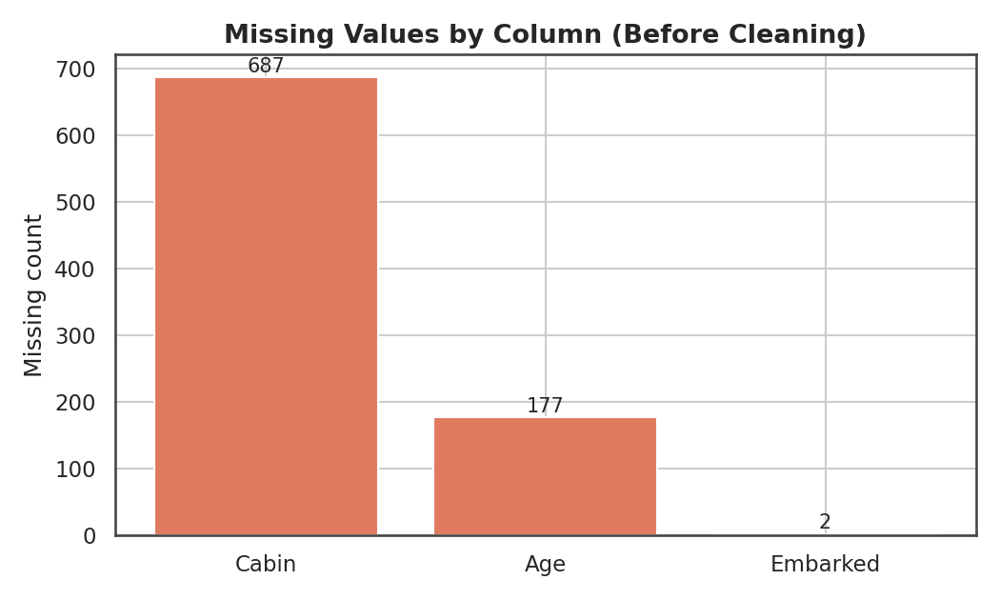 Missing Values by Column (Before Cleaning)
Missing count
700
600
500
400
300
200
100
0
687
177
2
Cabin
Age
Embarked